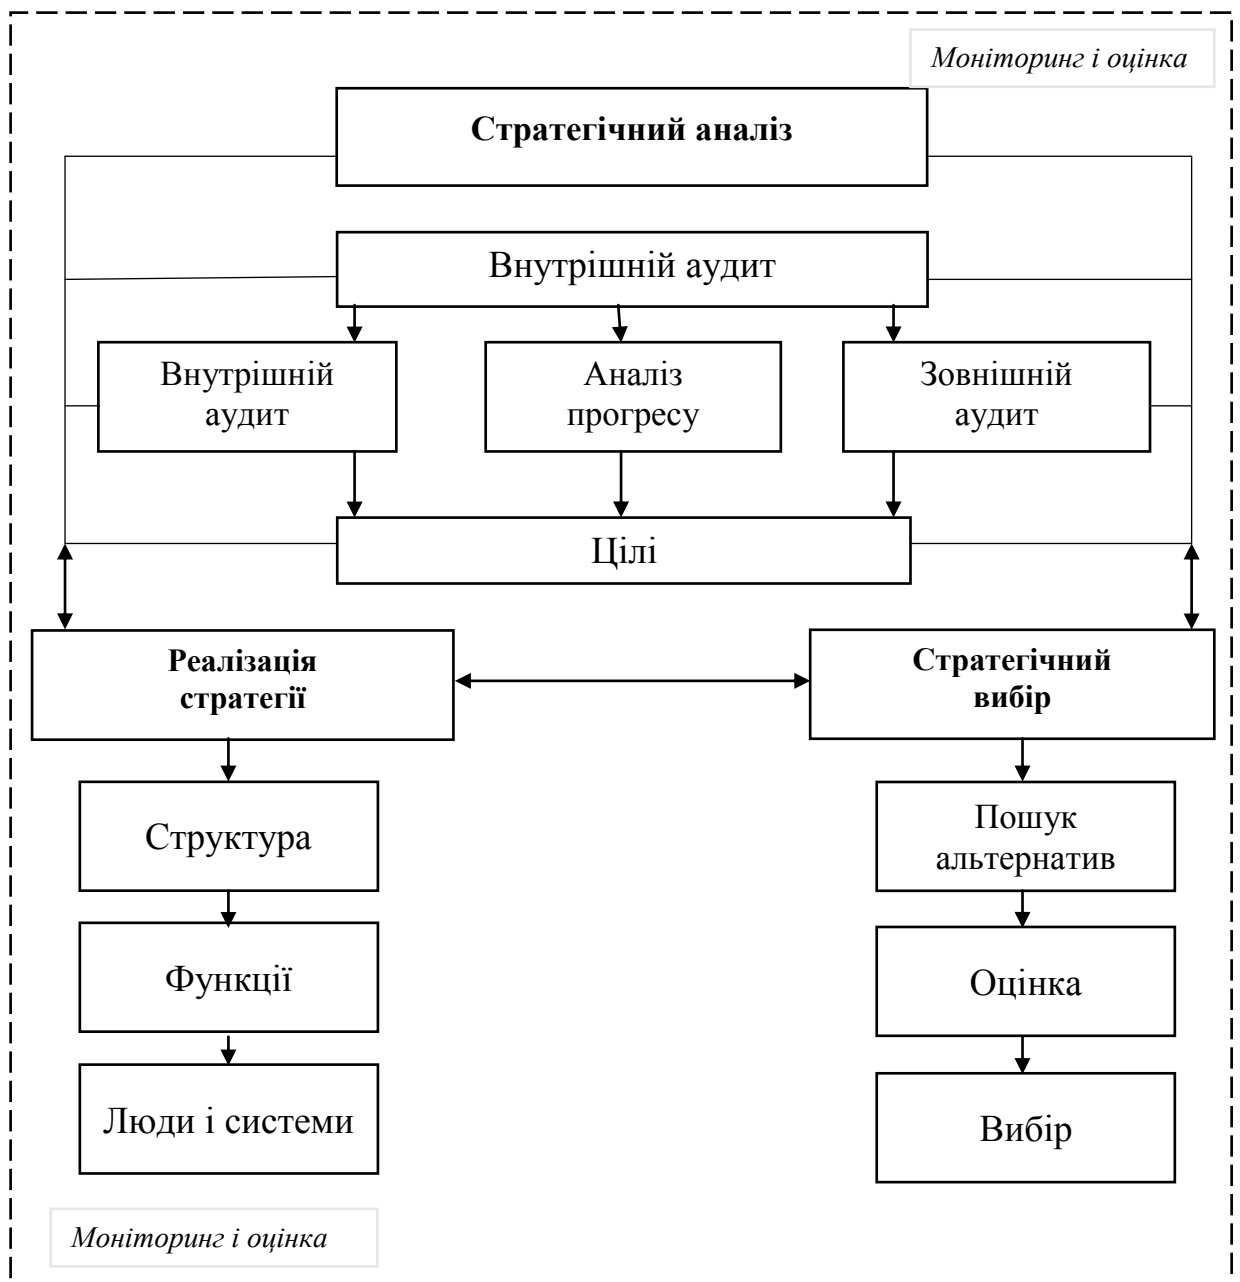 Моніторинг і оцінка
Стратегічний аналіз
Внутрішній аудит
Внутрішній
аудит
Аналіз
прогресу
Зовнішній
аудит
Цілі
Реалізація
стратегії
Стратегічний
вибір
Структура
Функції
Люди і системи
Пошук
альтернатив
Оцінка
Вибір
Моніторинг і оцінка